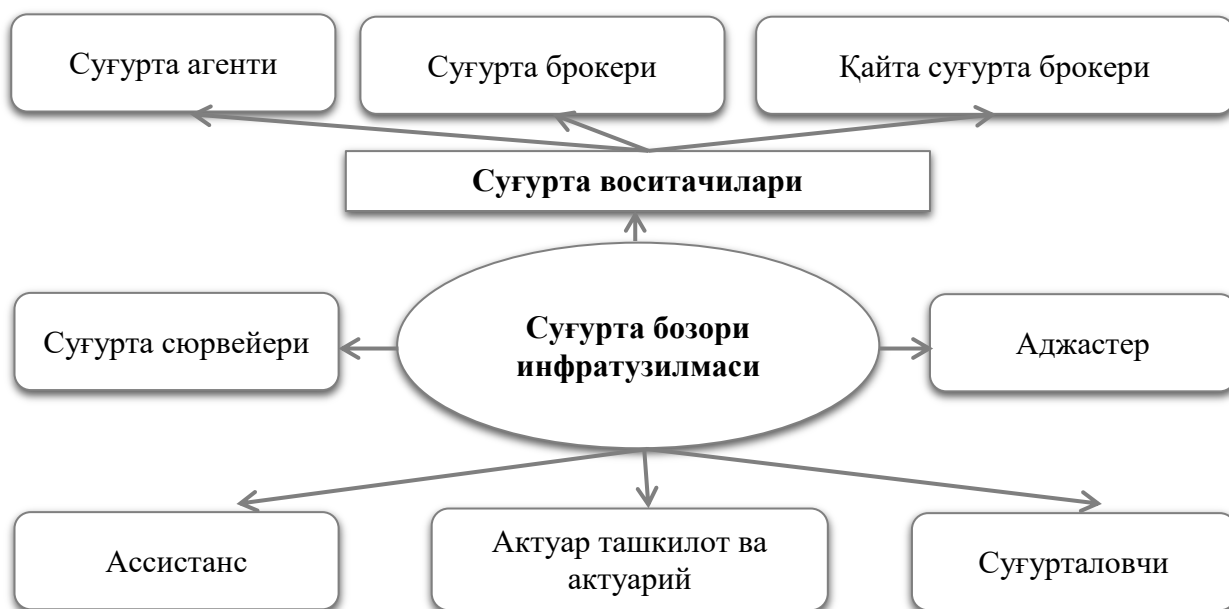 Суғурта агенти
Суғурта брокери
Қайта суғурта брокери
Суғурта воситачилари
Суғурта бозори
инфратузилмаси
Суғурта сюрвейери
Аджастер
Ассистанс
Актуар ташкилот ва
актуарий
Суғурталовчи